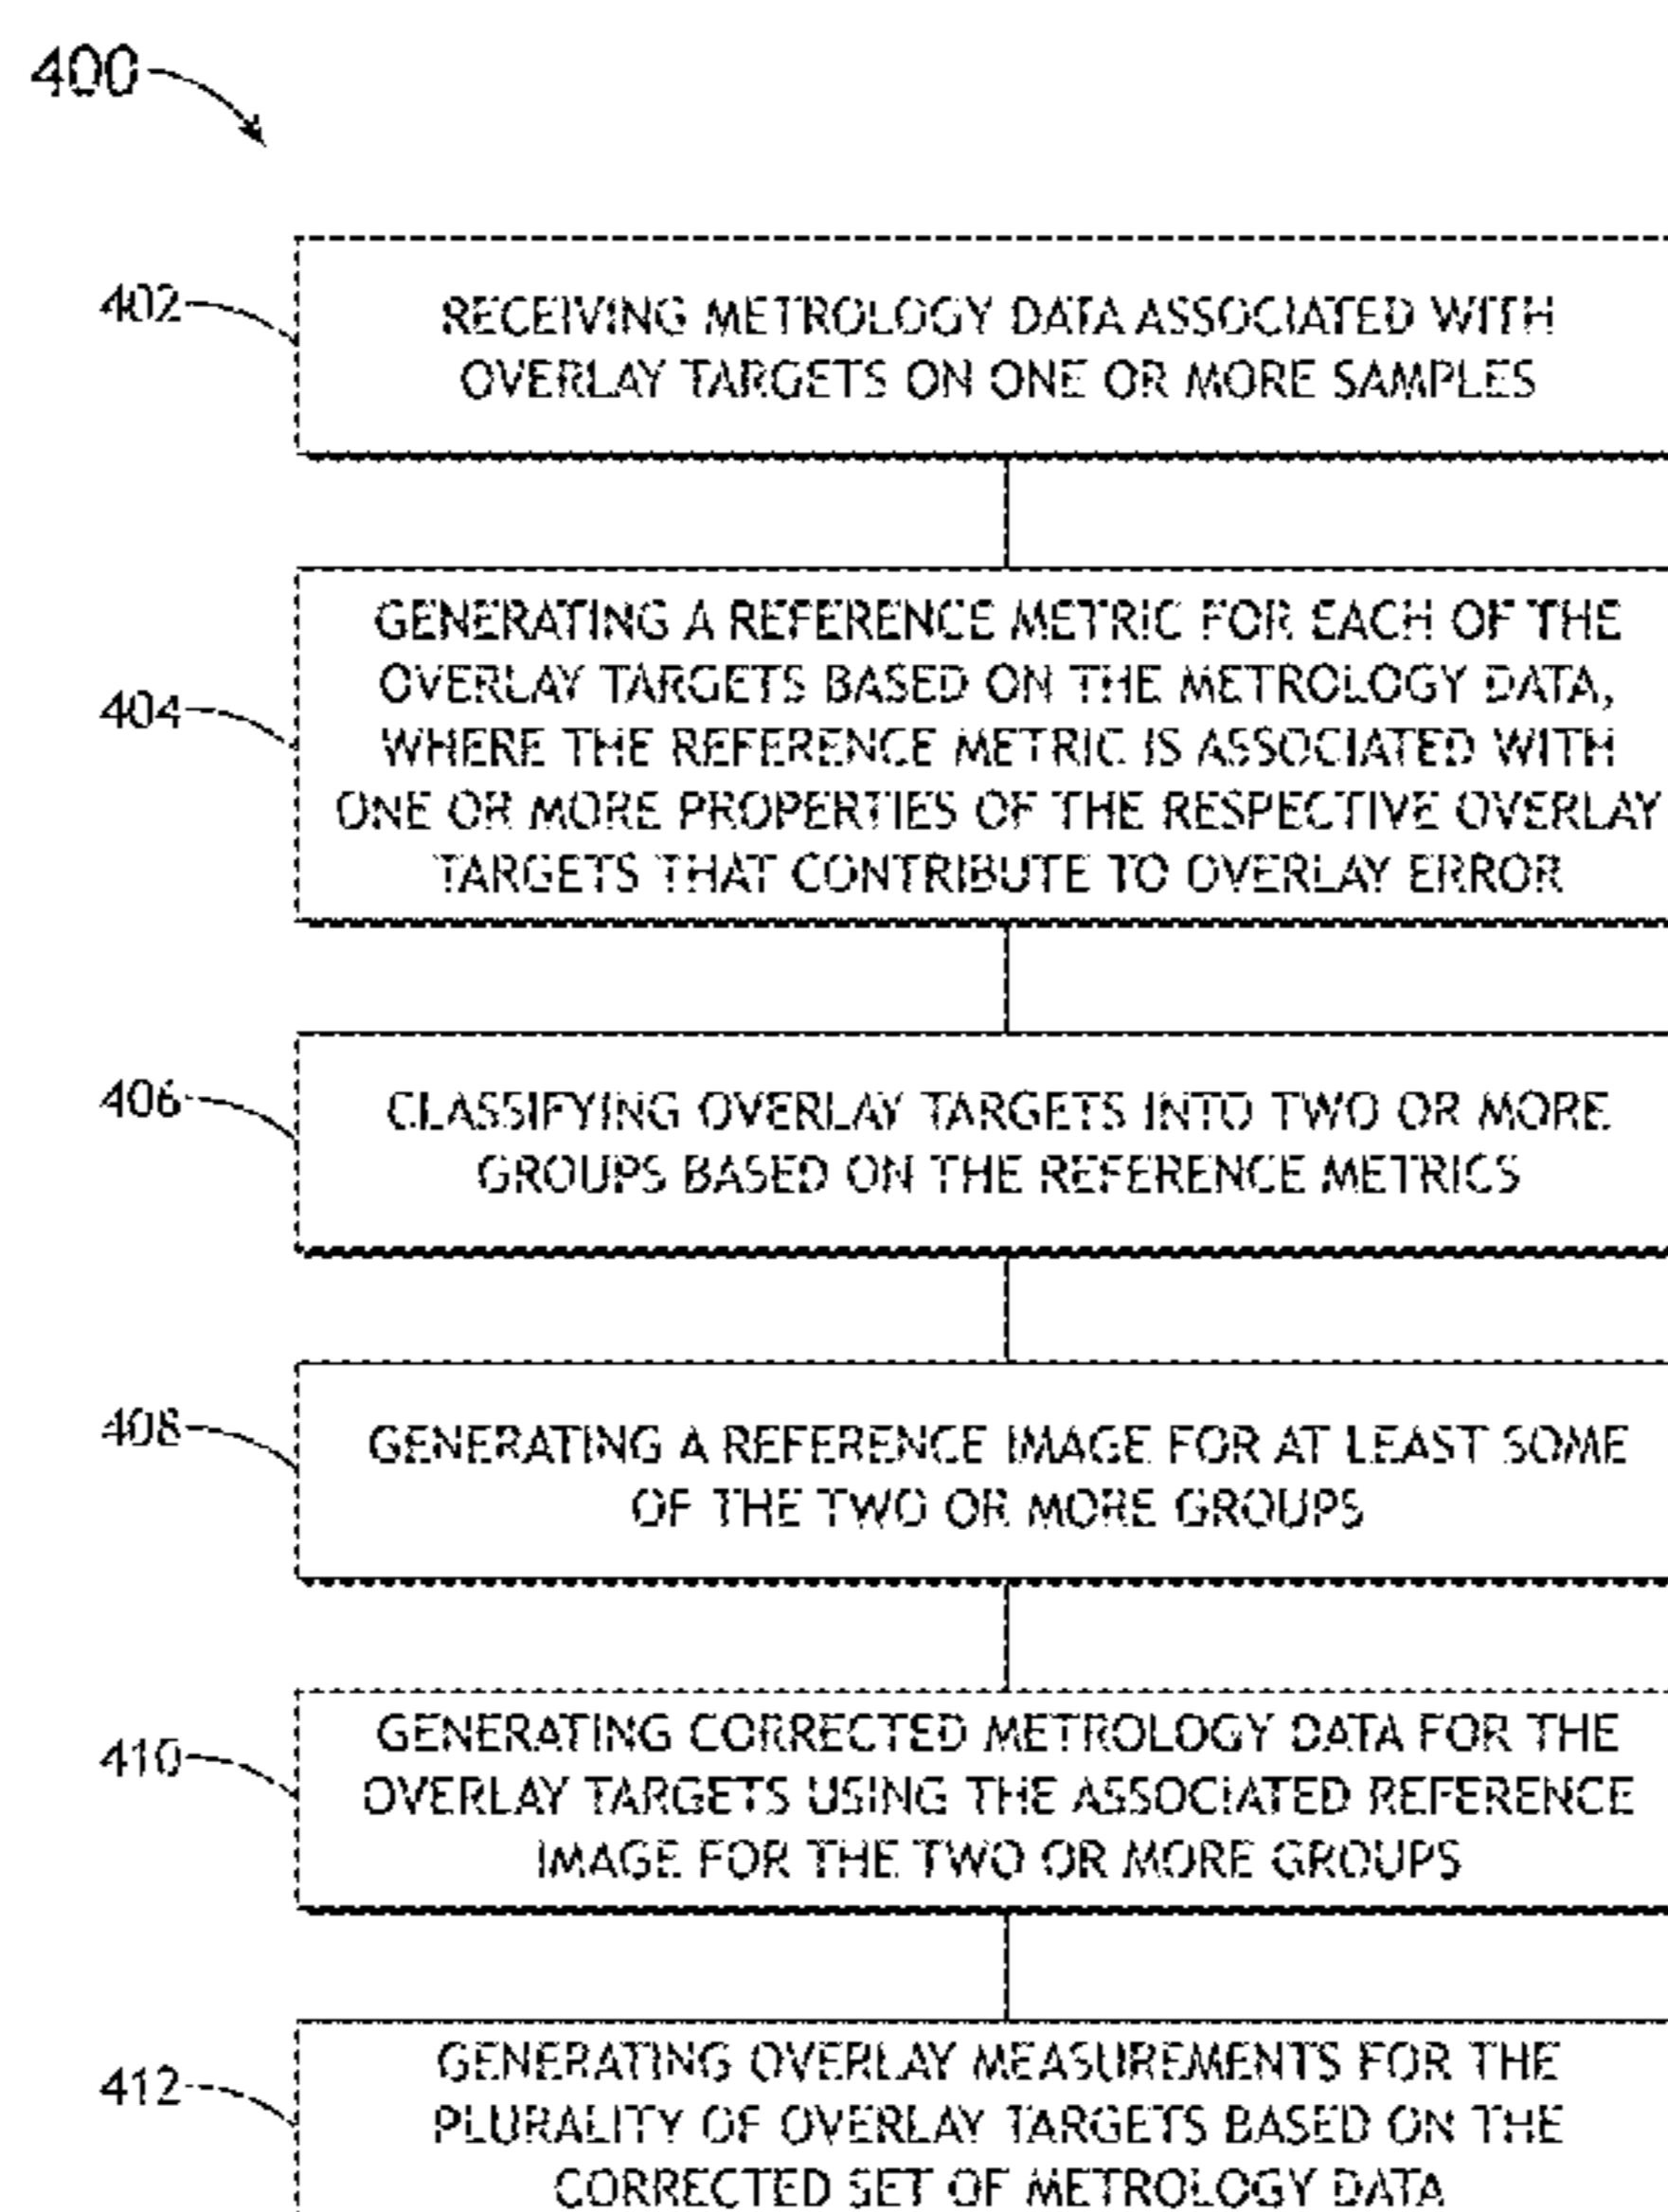 400
402
RECEIVING METROLOGY DATA ASSOCIATED WITH
OVERLAY TARGETS ON ONE OR MORE SAMPLES
404
GENERATING A REFERENCE METRIC FOR EACH OF THE
OVERLAY TARGETS BASED ON THE METROLOGY DATA,
WHERE THE REFERENCE METRIC IS ASSOCIATED WITH
ONE OR MORE PROPERTIES OF THE RESPECTIVE OVERLAY
TARGETS THAT CONTRIBUTE TO OVERLAY ERROR
406
CLASSIFYING OVERLAY TARGETS INTO TWO OR MORE
GROUPS BASED ON THE REFERENCE METRICS
408
GENERATING A REFERENCE IMAGE FOR AT LEAST SOME
OF THE TWO OR MORE GROUPS
410
GENERATING CORRECTED METROLOGY DATA FOR THE
OVERLAY TARGETS USING THE ASSOCIATED REFERENCE
IMAGE FOR THE TWO OR MORE GROUPS
412
GENERATING OVERLAY MEASUREMENTS FOR THE
PLURALITY OF OVERLAY TARGETS BASED ON THE
CORRECTED SET OF METROLOGY DATA